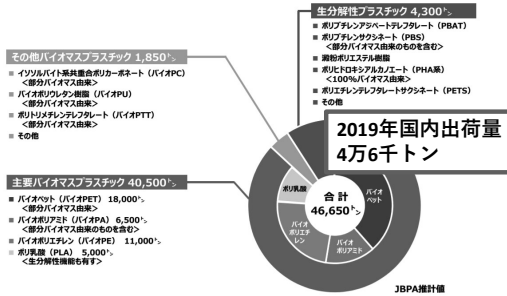 生分解性プラスチック 4,300トン
■ ポリブチレンアジペートテレフタレート（PBAT）
■ ポリブチレンサクシネート（PBS）
＜部分バイオマス由来のものを含む＞
■ 澱粉ポリエステル樹脂
■ ポリヒドロキシアルカノエート（PHA系）
＜100%バイオマス由来＞
■ ポリエチレンテレフタレートサクシネート（PETS）
■ その他
その他バイオマスプラスチック 1,850トン
■ イソソルバイト系共重合ポリカーボネート（バイオPC）
＜部分バイオマス由来＞
■ バイオポリウレタン樹脂（バイオPU）
＜部分バイオマス由来＞
■ ポリトリメチレンテレフタレート（バイオPTT）
＜部分バイオマス由来＞
■ その他
2019年国内出荷量
4万6千トン
主要バイオマスプラスチック 40,500トン
■ バイオペット（バイオPET） 18,000トン
＜部分バイオマス由来＞
■ バイオポリアミド（バイオPA） 6,500トン
＜部分バイオマス由来のものを含む＞
■ バイオポリエチレン（バイオPE） 11,000トン
■ ポリ乳酸（PLA） 5,000トン
＜生分解性機能も有す＞
ポリ乳酸
合計
46,650トン
バイオ
ペット
バイオ
ポリエチ
レン
バイオ
ポリアミド
JBPA推計値